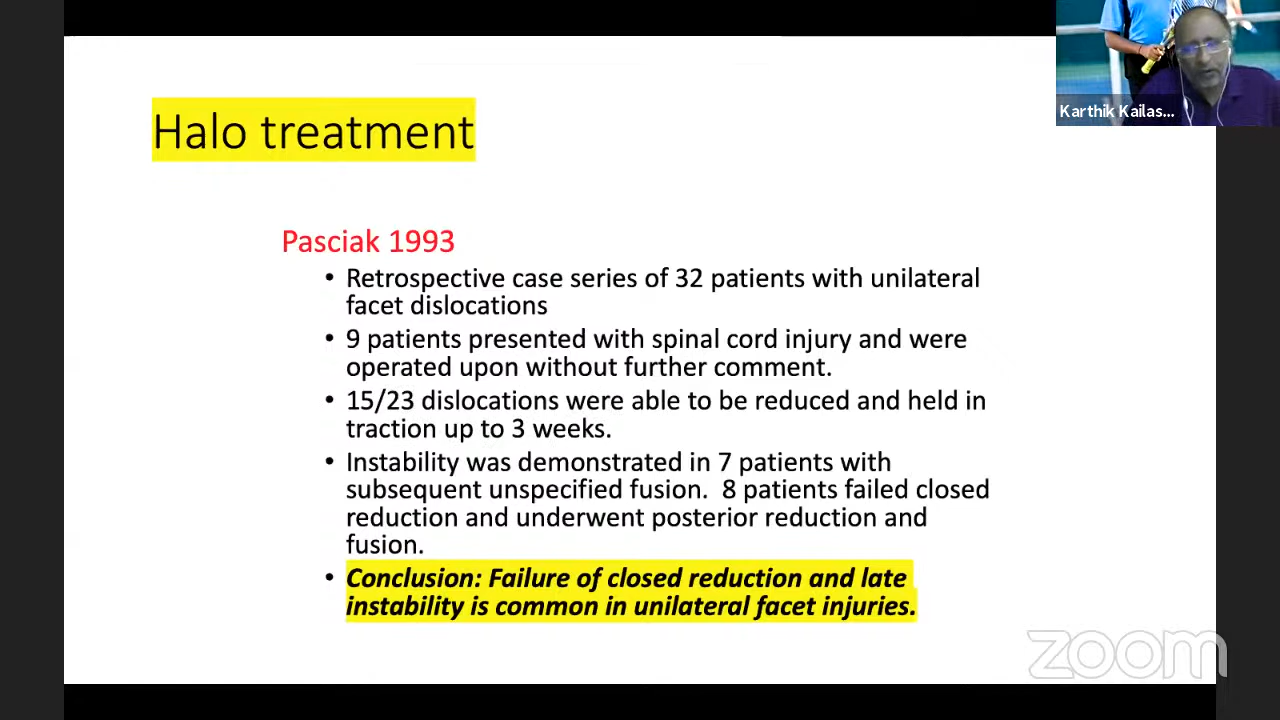 Karthik Kailas...
Halo treatment
Pasciak 1993
• Retrospective case series of 32 patients with unilateral
facet dislocations
• 9 patients presented with spinal cord injury and were
operated upon without further comment.
• 15/23 dislocations were able to be reduced and held in
traction up to 3 weeks.
• Instability was demonstrated in 7 patients with
subsequent unspecified fusion. 8 patients failed closed
reduction and underwent posterior reduction and
fusion.
• Conclusion: Failure of closed reduction and late
instability is common in unilateral facet injuries.
zoom